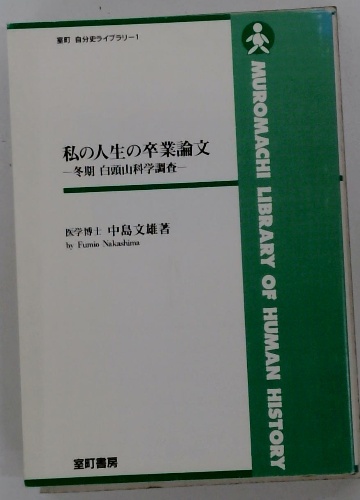 室町 自分史ライブラリー1
私の人生の卒業論文
―冬期 白頭山科学調査―
医学博士 中島文雄著
by Fumio Nakashima
室町書房
MUROMACHI LIBRARY OF HUMAN HISTORY